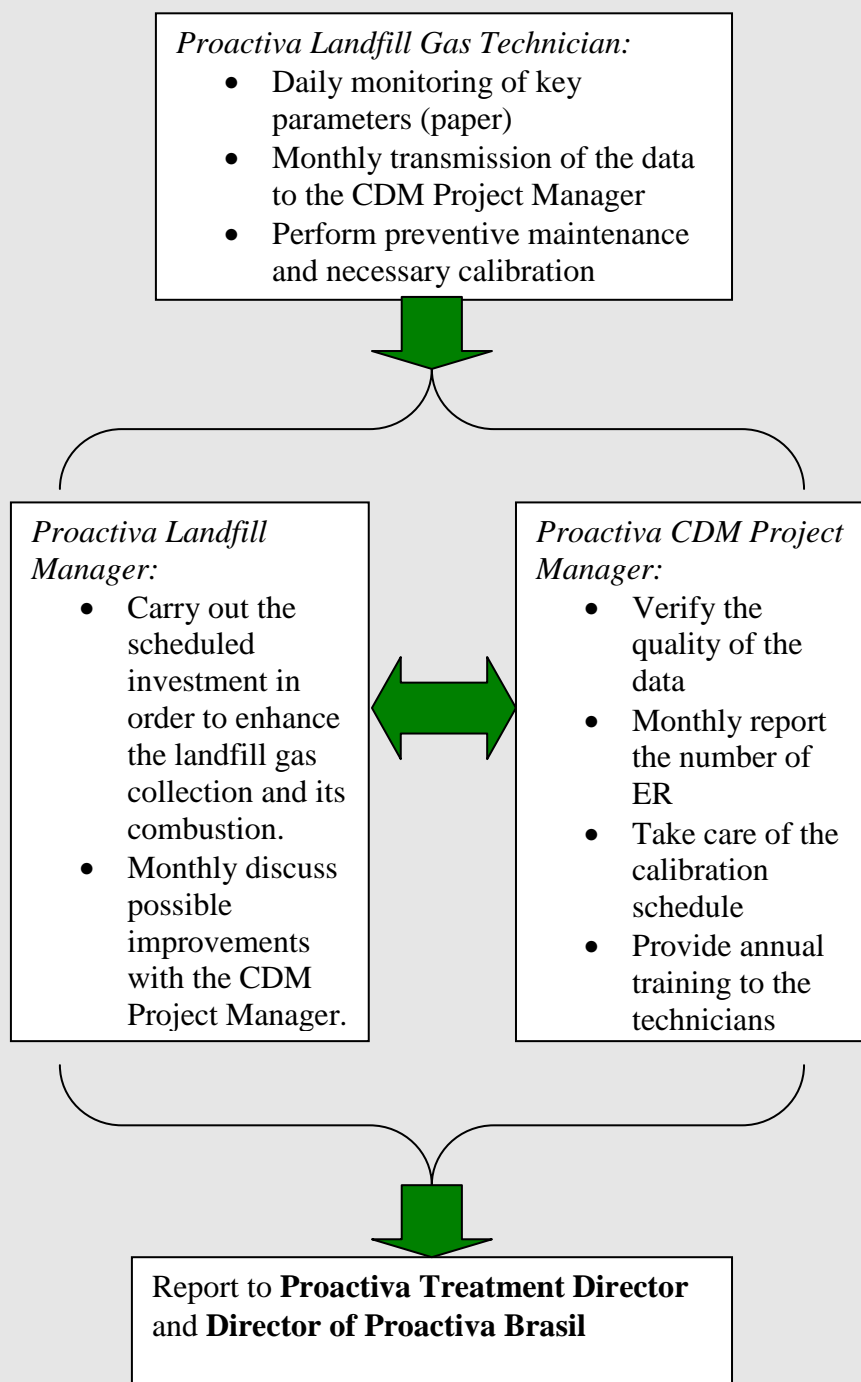 Proactiva Landfill Gas Technician:
• Daily monitoring of key
parameters (paper)
• Monthly transmission of the data
to the CDM Project Manager
• Perform preventive maintenance
and necessary calibration
Proactiva Landfill
Manager:
• Carry out the
scheduled
investment in
order to enhance
the landfill gas
collection and its
combustion.
• Monthly discuss
possible
improvements
with the CDM
Project Manager.
Proactiva CDM Project
Manager:
• Verify the
quality of the
data
• Monthly report
the number of
ER
• Take care of the
calibration
schedule
• Provide annual
training to the
technicians
Report to Proactiva Treatment Director
and Director of Proactiva Brasil